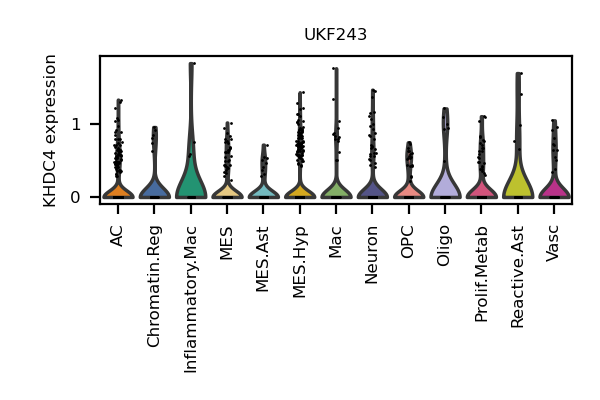 UKF243
KHDC4 expression
1
0
AC
Chromatin.Reg
Inflammatory.Mac
MES
MES.Ast
MES.Hyp
Mac
Neuron
OPC
Oligo
Prolif.Metab
Reactive.Ast
Vasc